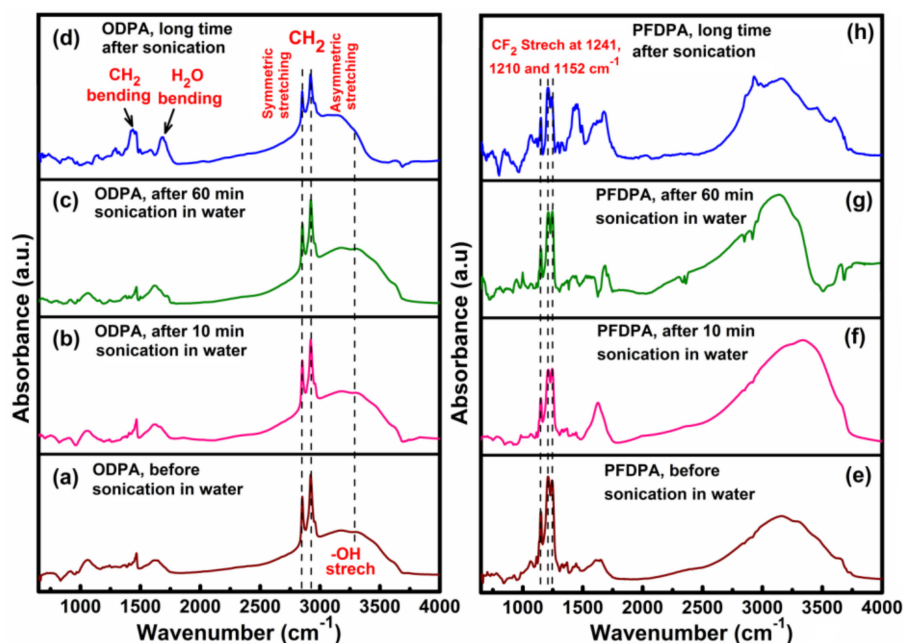 (d)
ODPA, long time
after sonication
CH2
bending
H2O
bending
Symmetric
stretching
CH2
Asymmetric
stretching
(c)
ODPA, after 60 min
sonication in water
(b)
ODPA, after 10 min
sonication in water
(a)
ODPA, before
sonication in water
-OH
strech
Absorbance (a.u.)
1000 1500 2000 2500 3000 3500 4000
Wavenumber (cm-1)
PFDPA, long time
after sonication
(h)
CF2 Strech at 1241,
1210 and 1152 cm-1
PFDPA, after 60 min
sonication in water
(g)
PFDPA, after 10 min
sonication in water
(f)
PFDPA, before
sonication in water
(e)
Absorbance (a.u)
1000 1500 2000 2500 3000 3500 4000
Wavenumber (cm-1)